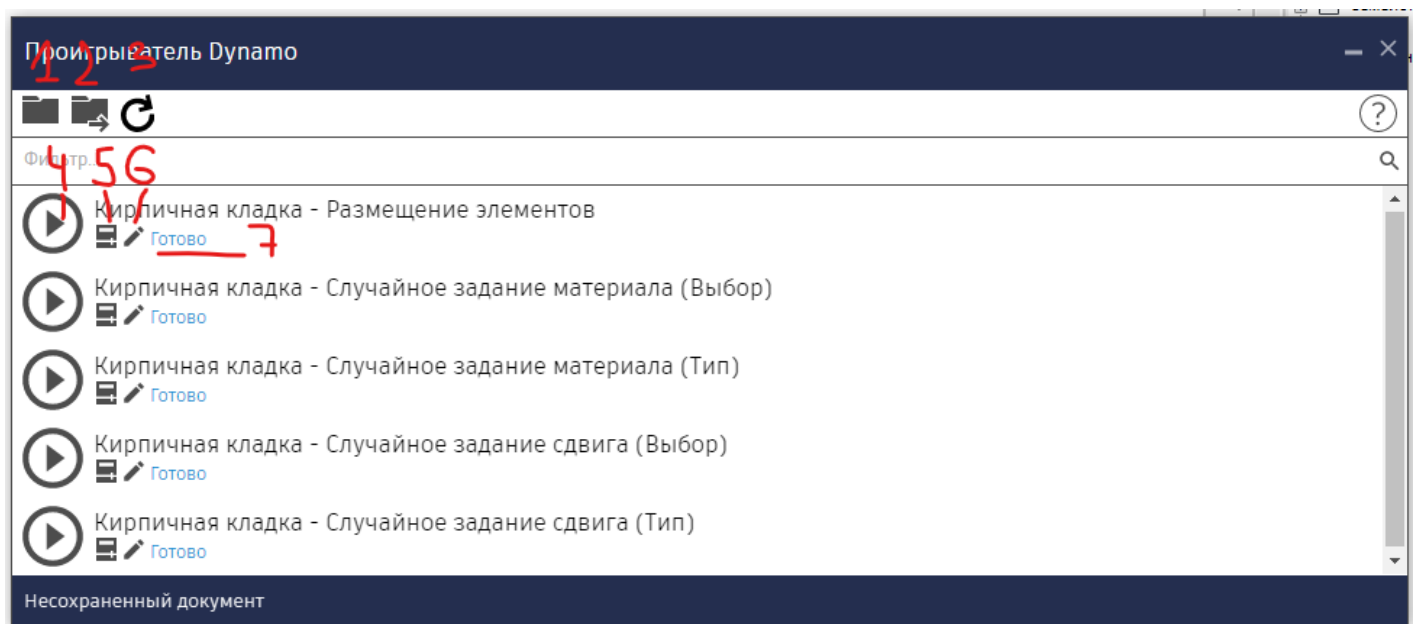 Проигрыватель Dynamo
1 2 3
?
Фильтр...
4 5 6
Кирпичная кладка - Размещение элементов
Готово 7
Кирпичная кладка - Случайное задание материала (Выбор)
Готово
Кирпичная кладка - Случайное задание материала (Тип)
Готово
Кирпичная кладка - Случайное задание сдвига (Выбор)
Готово
Кирпичная кладка - Случайное задание сдвига (Тип)
Готово
Несохраненный документ